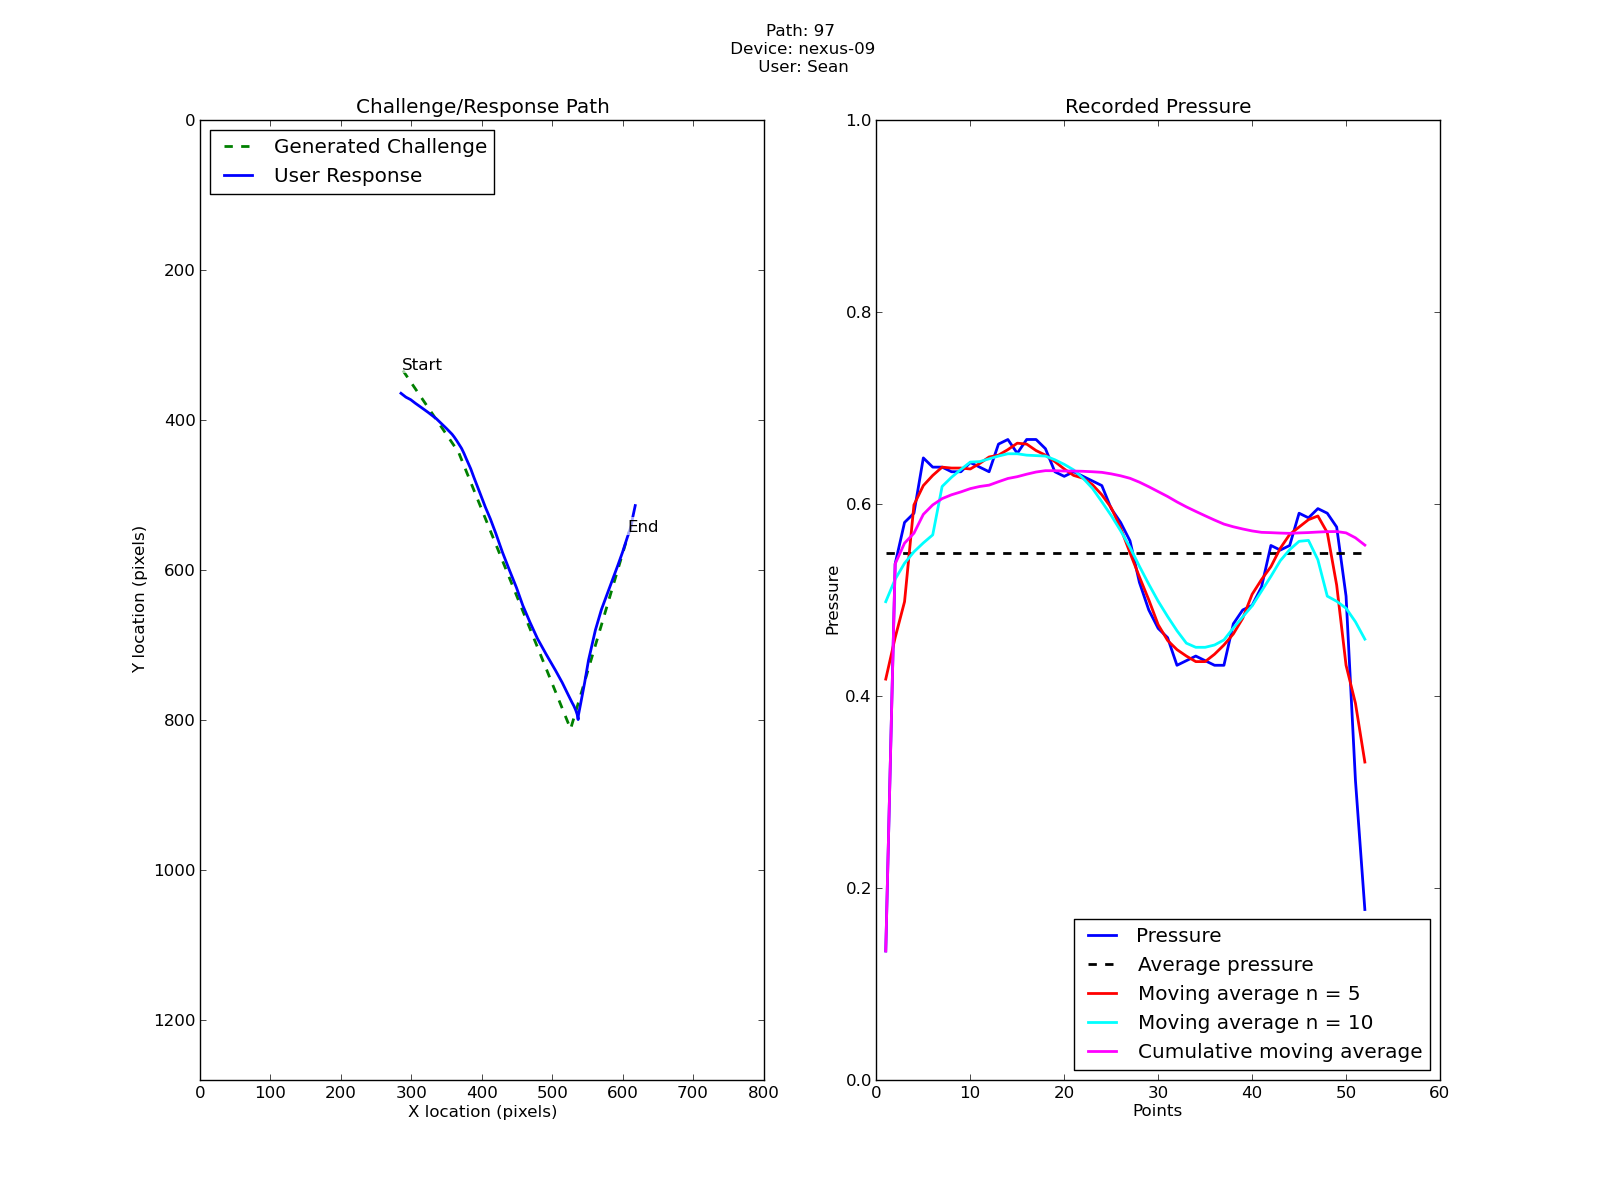 Path: 97
Device: nexus-09
User: Sean
Challenge/Response Path
Generated Challenge
User Response
Start
End
0
200
400
600
800
1000
1200
Y location (pixels)
0 100 200 300 400 500 600 700 800
X location (pixels)
Recorded Pressure
1.0
0.8
0.6
0.4
0.2
0.0
Pressure
Pressure
Average pressure
Moving average n = 5
Moving average n = 10
Cumulative moving average
0 10 20 30 40 50 60
Points